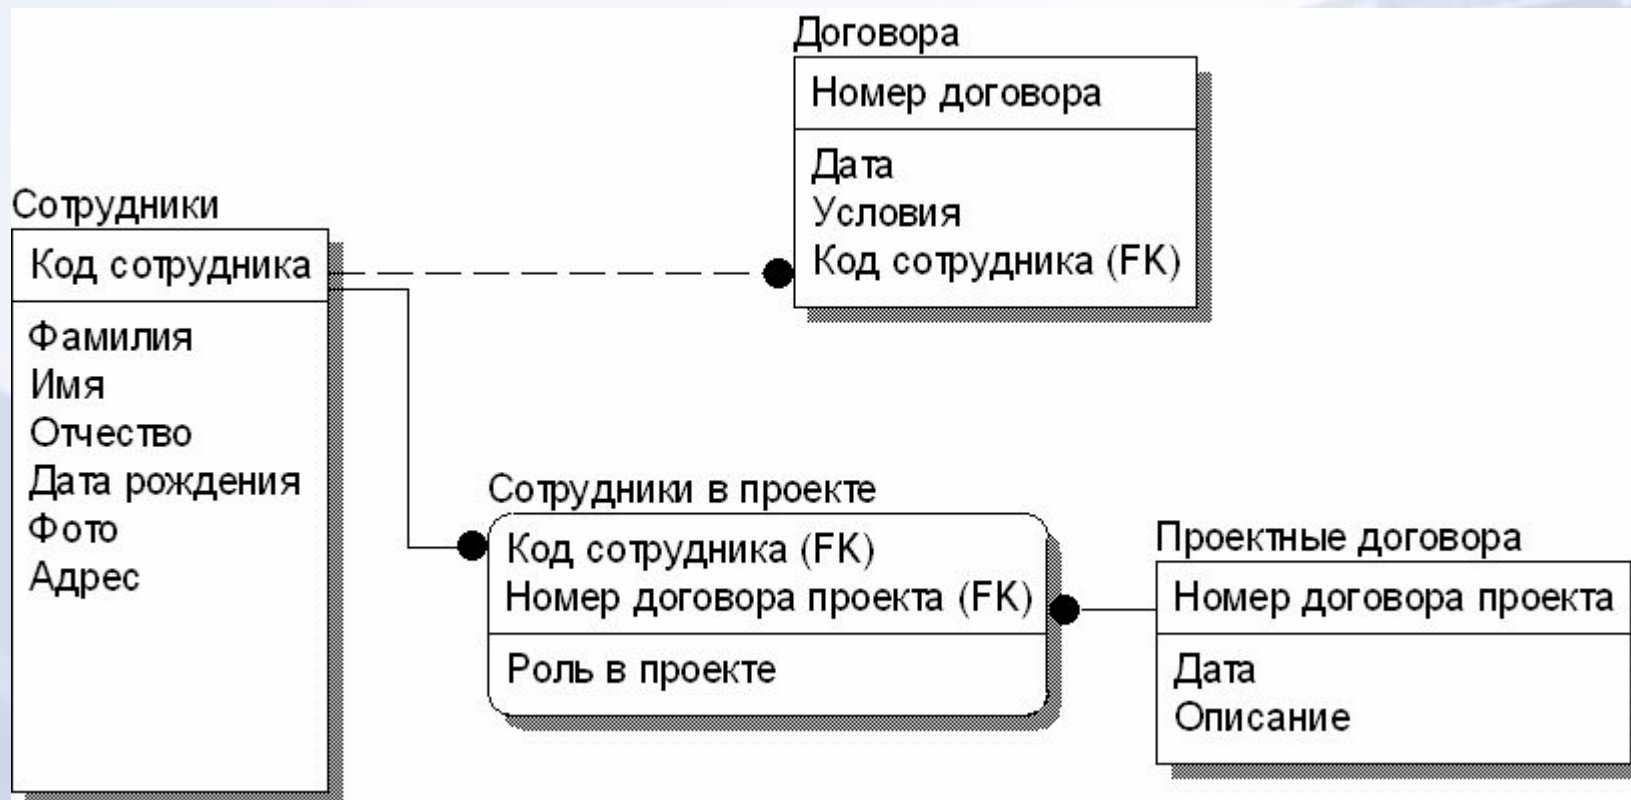 Договора
Номер договора
Дата
Условия
Код сотрудника (FK)
Сотрудники
Код сотрудника
Фамилия
Имя
Отчество
Дата рождения
Фото
Адрес
Сотрудники в проекте
Код сотрудника (FK)
Номер договора проекта (FK)
Роль в проекте
Проектные договора
Номер договора проекта
Дата
Описание